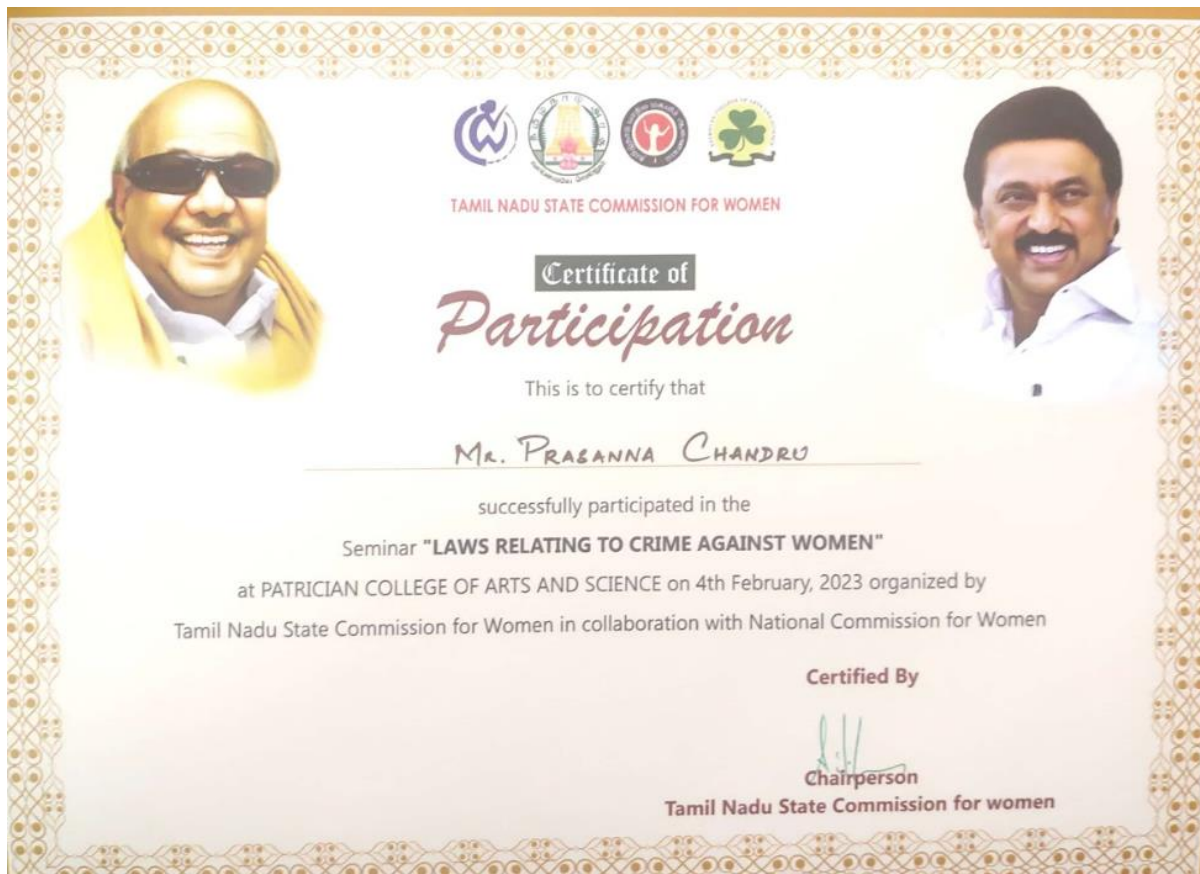 TAMIL NADU STATE COMMISSION FOR WOMEN
Certificate of
Participation
This is to certify that
MR. PRASANNA CHANDRU
successfully participated in the
Seminar "LAWS RELATING TO CRIME AGAINST WOMEN"
at PATRICIAN COLLEGE OF ARTS AND SCIENCE on 4th February, 2023 organized by
Tamil Nadu State Commission for Women in collaboration with National Commission for Women
Certified By
Chairperson
Tamil Nadu State Commission for women